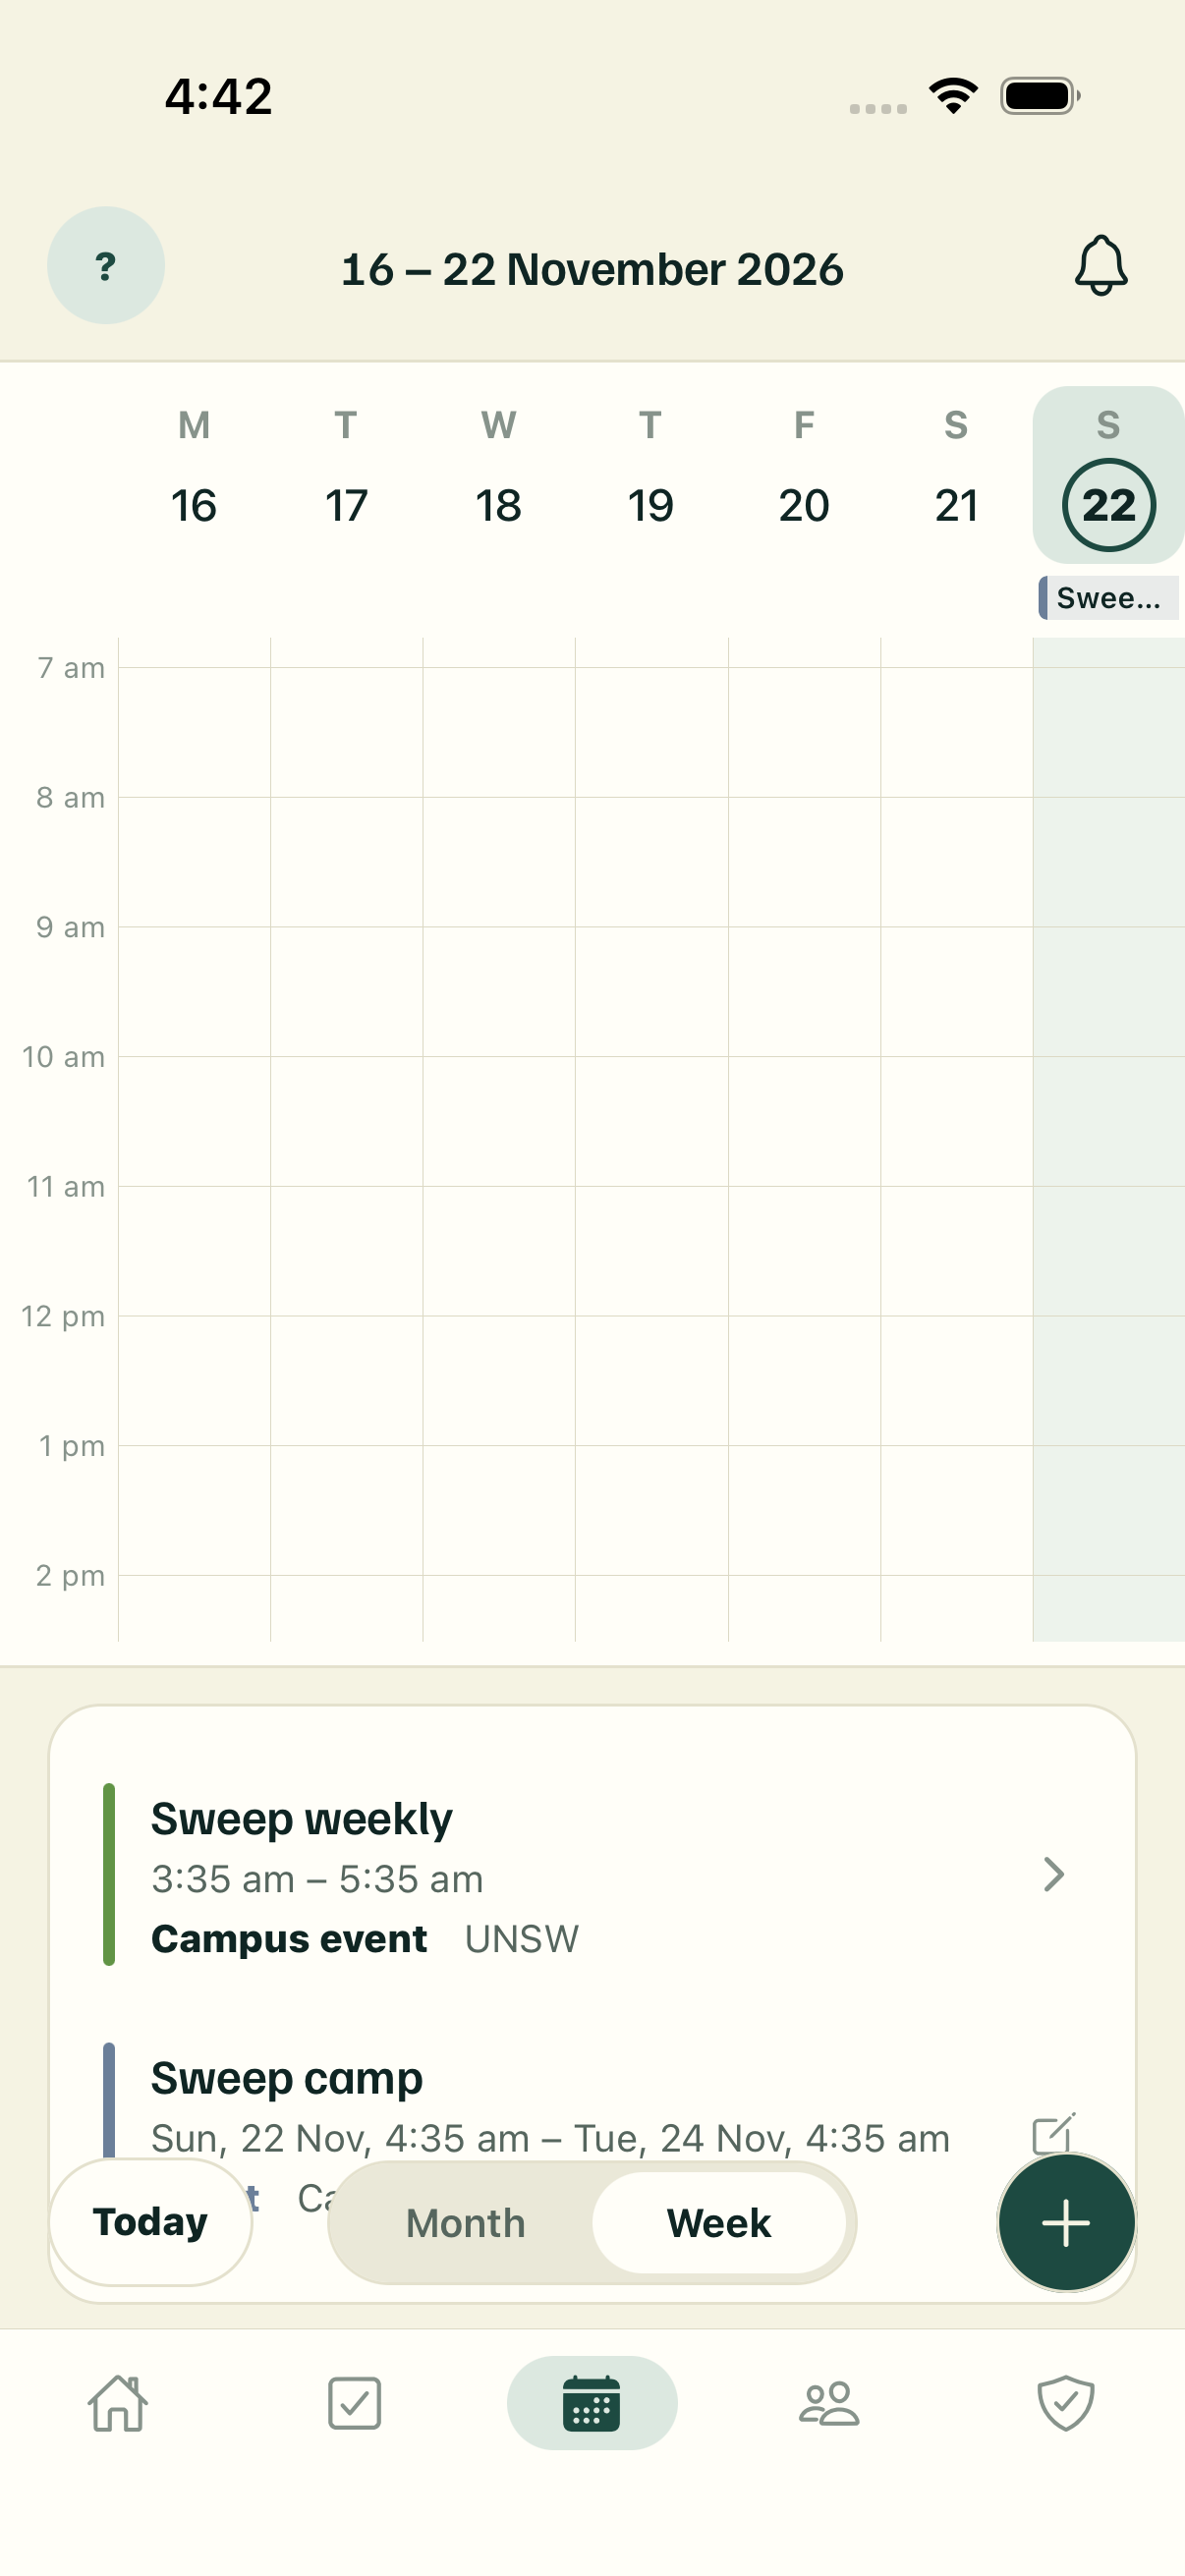 4:42
?
16 – 22 November 2026
M T W T F S S
16 17 18 19 20 21 22
Swee...
7 am
8 am
9 am
10 am
11 am
12 pm
1 pm
2 pm
Sweep weekly
3:35 am – 5:35 am
Campus event UNSW
Sweep camp
Sun, 22 Nov, 4:35 am – Tue, 24 Nov, 4:35 am
Today Month Week